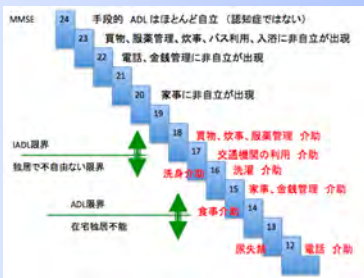 MMSE 24 手段的 ADLはほとんど自立(認知症ではない)
23 買物、服薬管理、炊事、バス利用、入浴に非自立が出現
22 電話、金銭管理に非自立が出現
21
20 家事に非自立が出現
19
18 買物、炊事、服薬管理 介助
IADL限界
17 交通機関の利用 介助
独居で不自由ない限界
洗身介助 16 洗濯 介助
15 家事、金銭管理 介助
ADL限界
食事介助 14
在宅独居不能
13
尿失禁 12 電話 介助